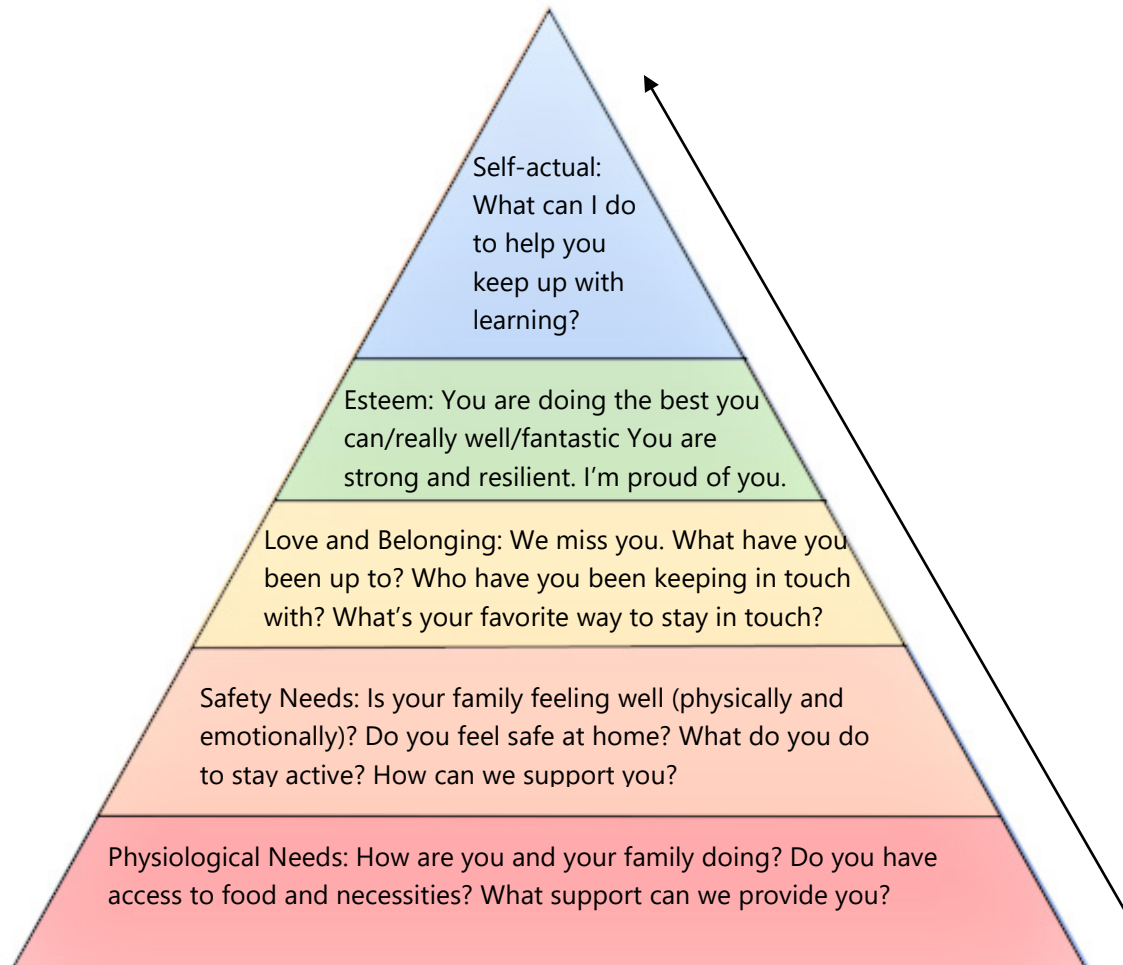 Self-actual:
What can I do
to help you
keep up with
learning?
Esteem: You are doing the best you
can/really well/fantastic You are
strong and resilient. I’m proud of you.
Love and Belonging: We miss you. What have you
been up to? Who have you been keeping in touch
with? What’s your favorite way to stay in touch?
Safety Needs: Is your family feeling well (physically and
emotionally)? Do you feel safe at home? What do you do
to stay active? How can we support you?
Physiological Needs: How are you and your family doing? Do you have
access to food and necessities? What support can we provide you?